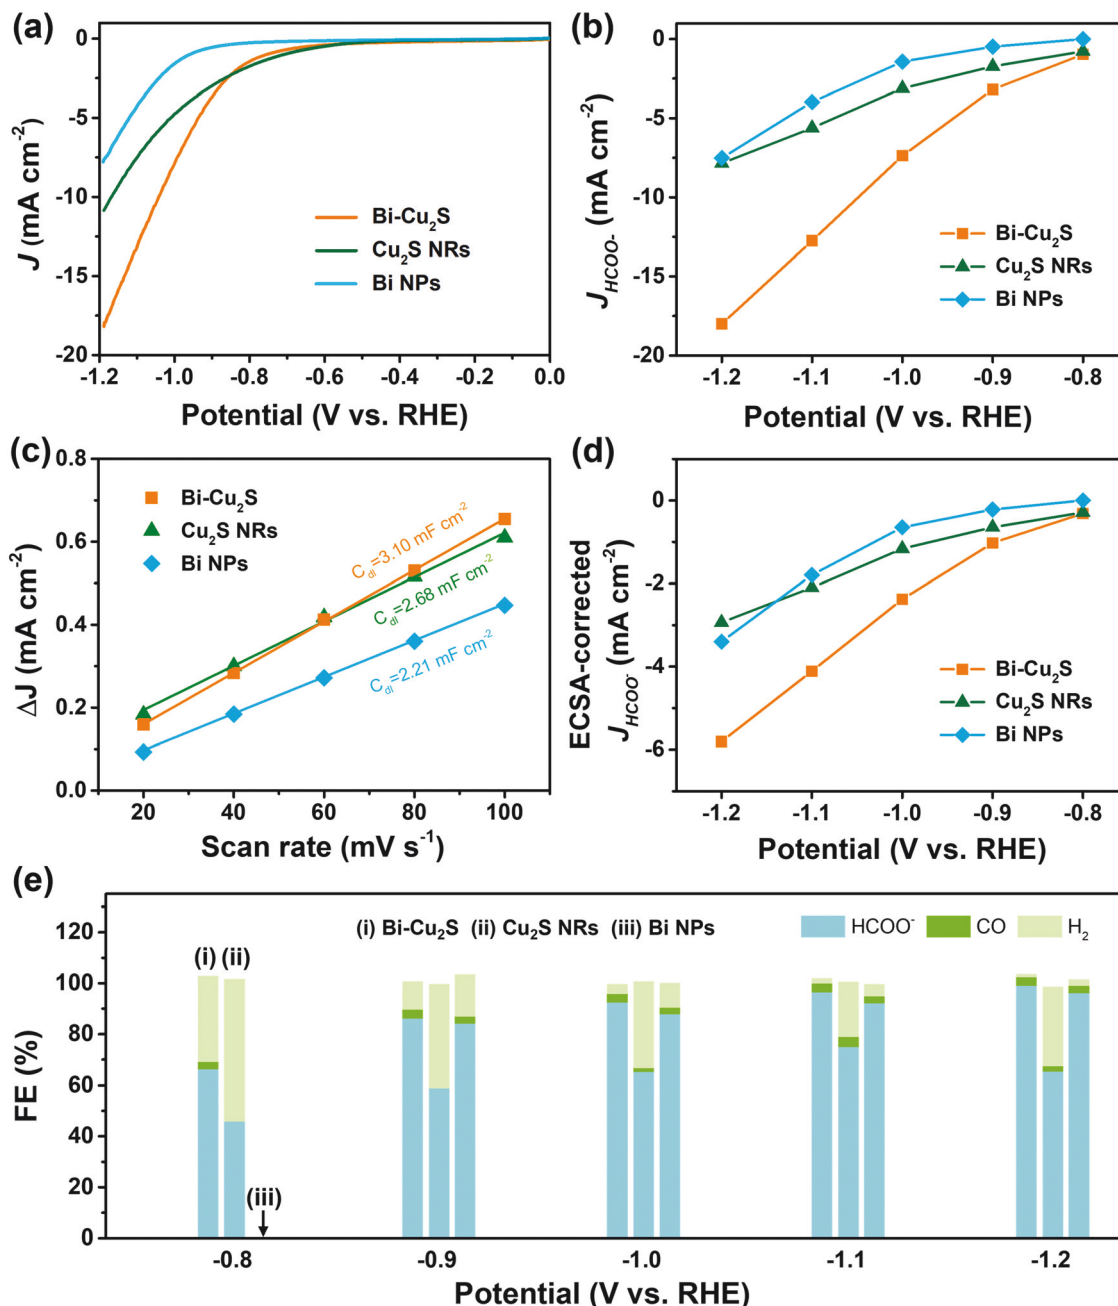 (a)
J (mA cm⁻²)
0
-5
-10
-15
-20
Bi-Cu₂S
Cu₂S NRs
Bi NPs
-1.2 -1.0 -0.8 -0.6 -0.4 -0.2 0.0
Potential (V vs. RHE)
(b)
J_HCOO- (mA cm⁻²)
0
-5
-10
-15
-20
Bi-Cu₂S
Cu₂S NRs
Bi NPs
-1.2 -1.1 -1.0 -0.9 -0.8
Potential (V vs. RHE)
(c)
ΔJ (mA cm⁻²)
0.8
0.6
0.4
0.2
0.0
Bi-Cu₂S
Cu₂S NRs
Bi NPs
C_dl=3.10 mF cm⁻²
C_dl=2.68 mF cm⁻²
C_dl=2.21 mF cm⁻²
20 40 60 80 100
Scan rate (mV s⁻¹)
(d)
ECSA-corrected
J_HCOO⁻ (mA cm⁻²)
0
-2
-4
-6
Bi-Cu₂S
Cu₂S NRs
Bi NPs
-1.2 -1.1 -1.0 -0.9 -0.8
Potential (V vs. RHE)
(e)
FE (%)
120
100
80
60
40
20
0
(i) Bi-Cu₂S (ii) Cu₂S NRs (iii) Bi NPs
HCOO⁻ CO H₂
(i) (ii)
(iii)
-0.8 -0.9 -1.0 -1.1 -1.2
Potential (V vs. RHE)